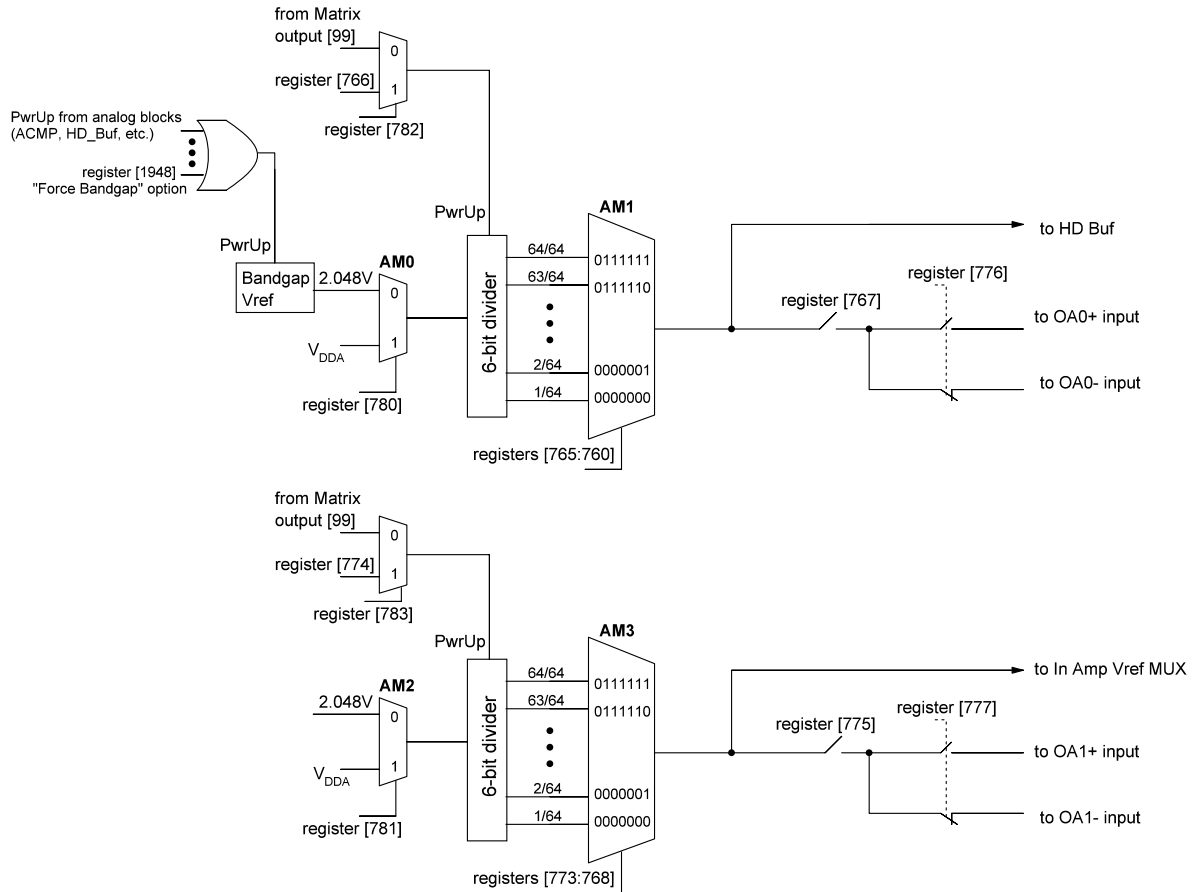 from Matrix
output [99]
0
register [766]
1
register [782]
PwrUp from analog blocks
(ACMP, HD_Buf, etc.)
register [1948]
"Force Bandgap" option
PwrUp
Bandgap
Vref
2.048V
AM0
0
1
VDDA
register [780]
PwrUp
6-bit divider
AM1
64/64
0111111
63/64
0111110
2/64
0000001
1/64
0000000
registers [765:760]
to HD Buf
register [776]
register [767]
to OA0+ input
to OA0- input
from Matrix
output [99]
0
register [774]
1
register [783]
PwrUp
AM2
2.048V
0
1
VDDA
register [781]
6-bit divider
AM3
64/64
0111111
63/64
0111110
2/64
0000001
1/64
0000000
registers [773:768]
to In Amp Vref MUX
register [777]
register [775]
to OA1+ input
to OA1- input